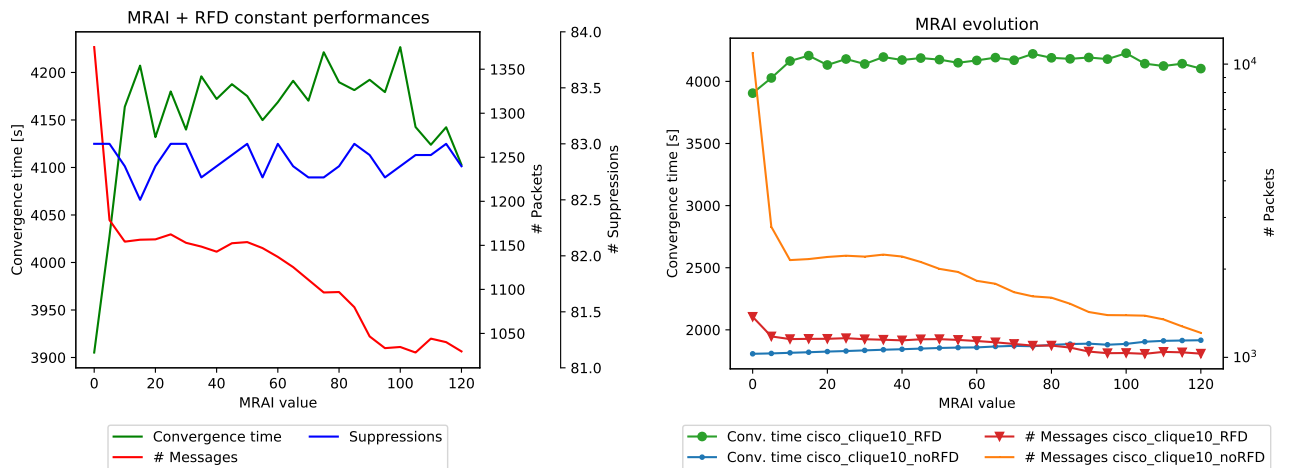 MRAI + RFD constant performances
Convergence time [s]
4200
4150
4100
4050
4000
3950
3900
0
20
40
60
80
100
120
MRAI value
1350
1300
1250
1200
1150
1100
1050
# Packets
84.0
83.5
83.0
82.5
82.0
81.5
81.0
# Suppressions
Convergence time
Suppressions
# Messages
MRAI evolution
Convergence time [s]
4000
3500
3000
2500
2000
0
20
40
60
80
100
120
MRAI value
10⁴
10³
# Packets
Conv. time cisco_clique10_RFD
# Messages cisco_clique10_RFD
Conv. time cisco_clique10_noRFD
# Messages cisco_clique10_noRFD